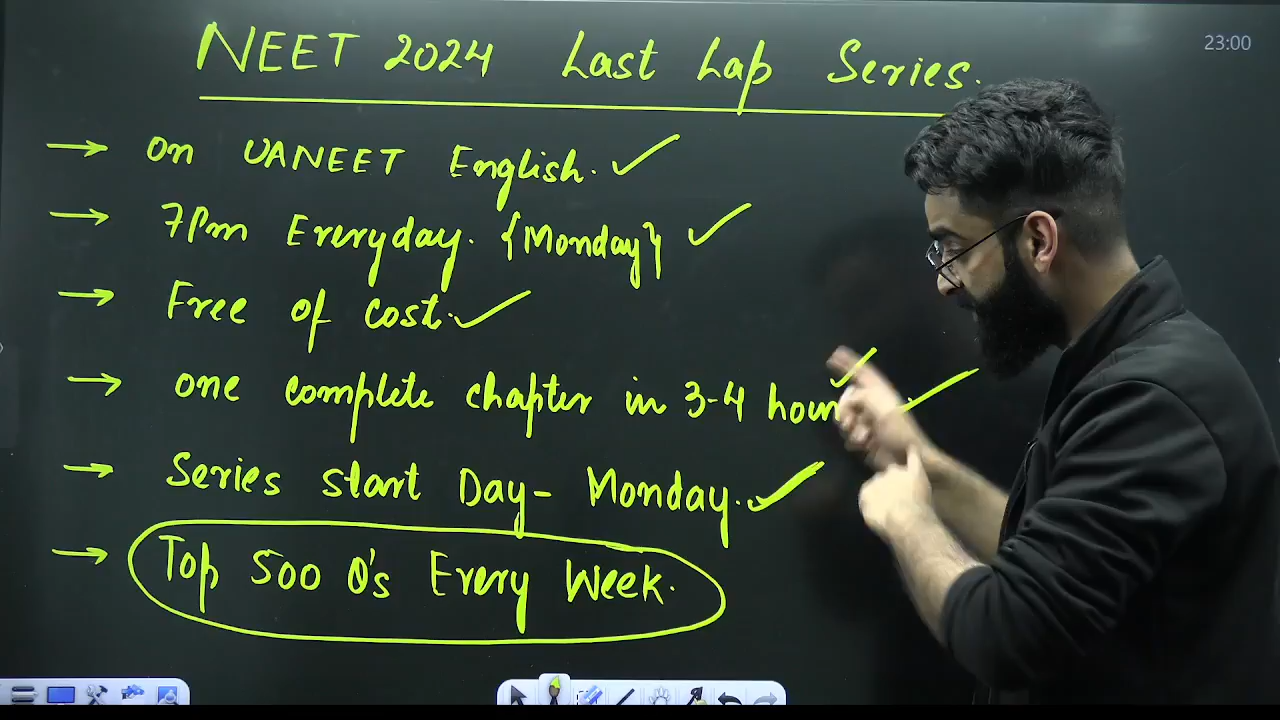 NEET 2024 Last Lap Series.
23:00
→ On UANEET English. ✓
→ 7Pm Everyday. {Monday} ✓
→ Free of cost. ✓
→ one complete chapter in 3-4 hour ✓
→ Series start Day - Monday. ✓
→ Top 500 Q's Every Week.